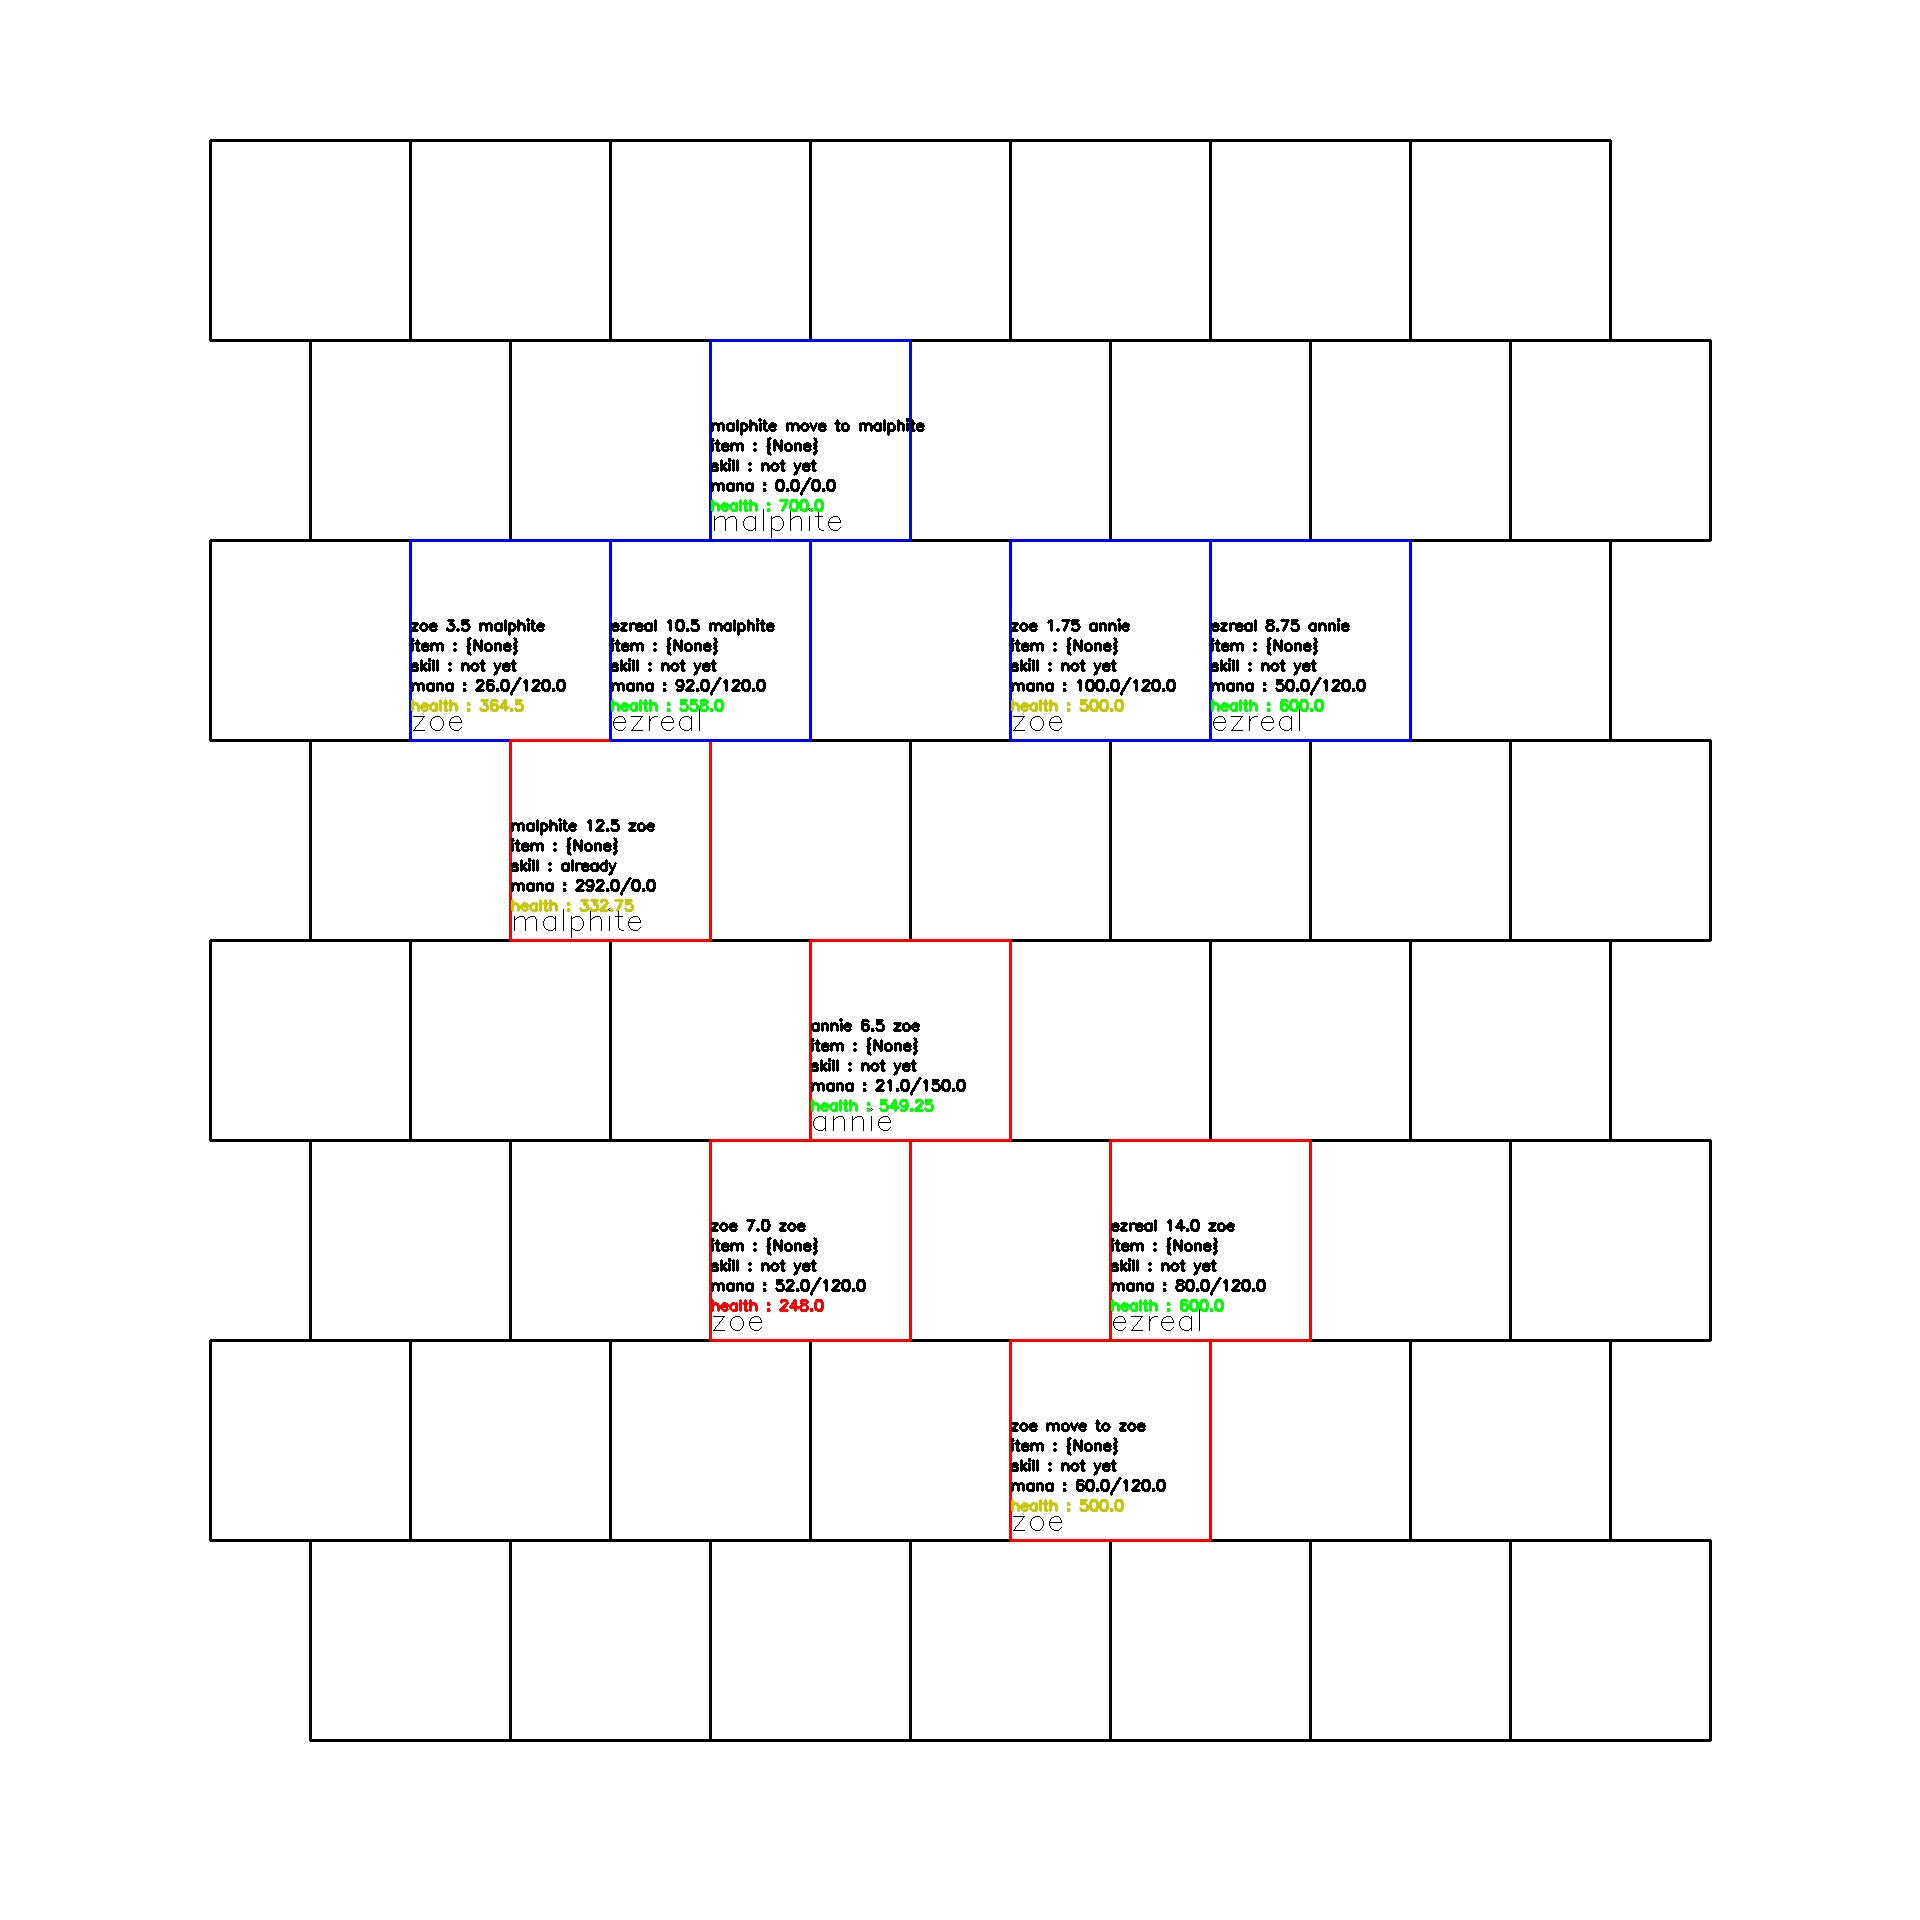 malphite move to malphite
item : {None}
skill : not yet
mana : 0.0/0.0
health : 700.0
malphite
zoe 3.5 malphite
item : {None}
skill : not yet
mana : 26.0/120.0
health : 364.5
zoe
ezreal 10.5 malphite
item : {None}
skill : not yet
mana : 92.0/120.0
health : 558.0
ezreal
zoe 1.75 annie
item : {None}
skill : not yet
mana : 100.0/120.0
health : 500.0
zoe
ezreal 8.75 annie
item : {None}
skill : not yet
mana : 50.0/120.0
health : 600.0
ezreal
malphite 12.5 zoe
item : {None}
skill : already
mana : 292.0/0.0
health : 332.75
malphite
annie 6.5 zoe
item : {None}
skill : not yet
mana : 21.0/150.0
health : 549.25
annie
zoe 7.0 zoe
item : {None}
skill : not yet
mana : 52.0/120.0
health : 248.0
zoe
ezreal 14.0 zoe
item : {None}
skill : not yet
mana : 80.0/120.0
health : 600.0
ezreal
zoe move to zoe
item : {None}
skill : not yet
mana : 60.0/120.0
health : 500.0
zoe